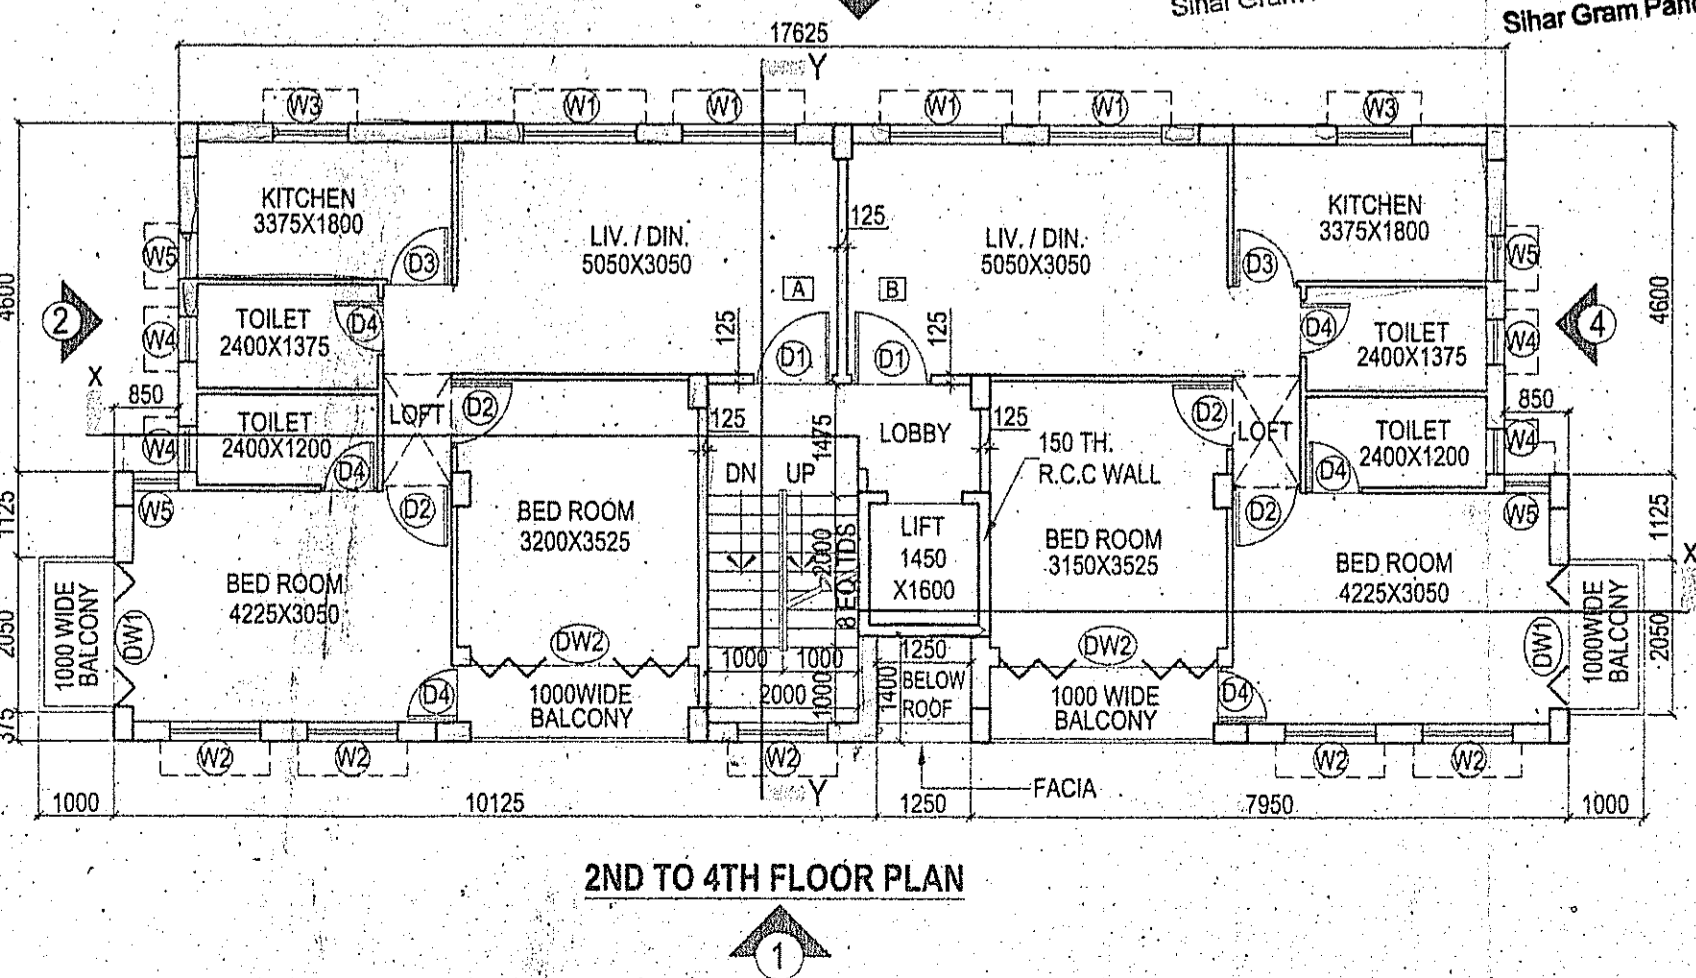 Sihar Gram
Sihar Gram Panc
17625
Y
W3 W1 W1 W1 W1 W3
KITCHEN
3375X1800
LIV. / DIN.
5050X3050
125
LIV. / DIN.
5050X3050
KITCHEN
3375X1800
W5 D3 A B D3 W5
4600
2
TOILET
2400X1375
D4
W4
125
D1 D1
125
D4
TOILET
2400X1375
W4
4
4600
X
850
W4
TOILET
2400X1200
D4
LOFT
D2
125
1475
LOBBY
125
150 TH.
R.C.C WALL
D2
LOFT
TOILET
2400X1200
D4
W4
850
1125
W5
D2
DN UP
BED ROOM
3200X3525
2000
8 EQ. TDS
LIFT
1450
X1600
BED ROOM
3150X3525
D2
W5
1125
X
BED ROOM
4225X3050
BED ROOM
4225X3050
2050
1000 WIDE
BALCONY
DW1
DW2
1000 1000
1250
DW2
DW1
1000WIDE
BALCONY
2050
375
D4
1000WIDE
BALCONY
2000
1000
1400
BELOW
ROOF
1000 WIDE
BALCONY
D4
W2 W2 W2 W2 W2
Y
FACIA
1000 10125 1250 7950 1000
2ND TO 4TH FLOOR PLAN
1